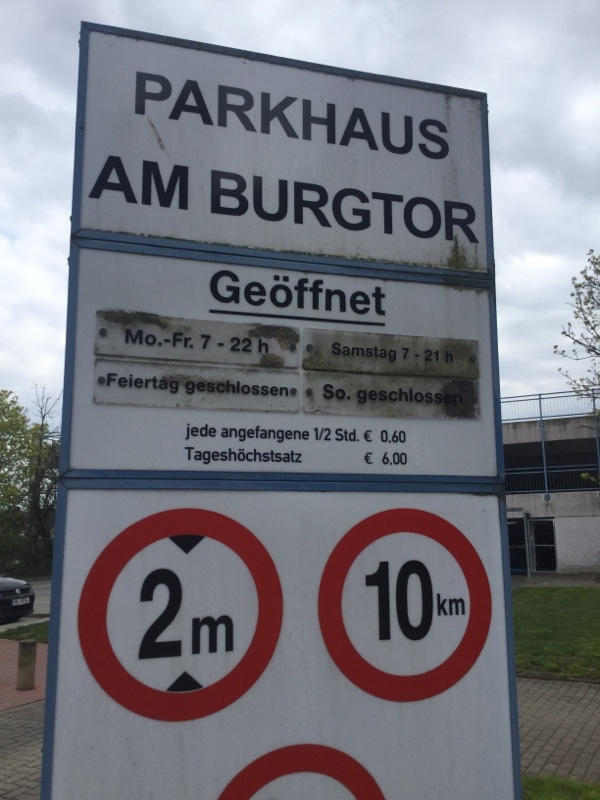 PARKHAUS
AM BURGTOR
Geöffnet
Mo.-Fr. 7 - 22 h
Samstag 7 - 21 h
Feiertag geschlossen
So. geschlossen
jede angefangene 1/2 Std. € 0,60
Tageshöchstsatz € 6,00
2m
10km